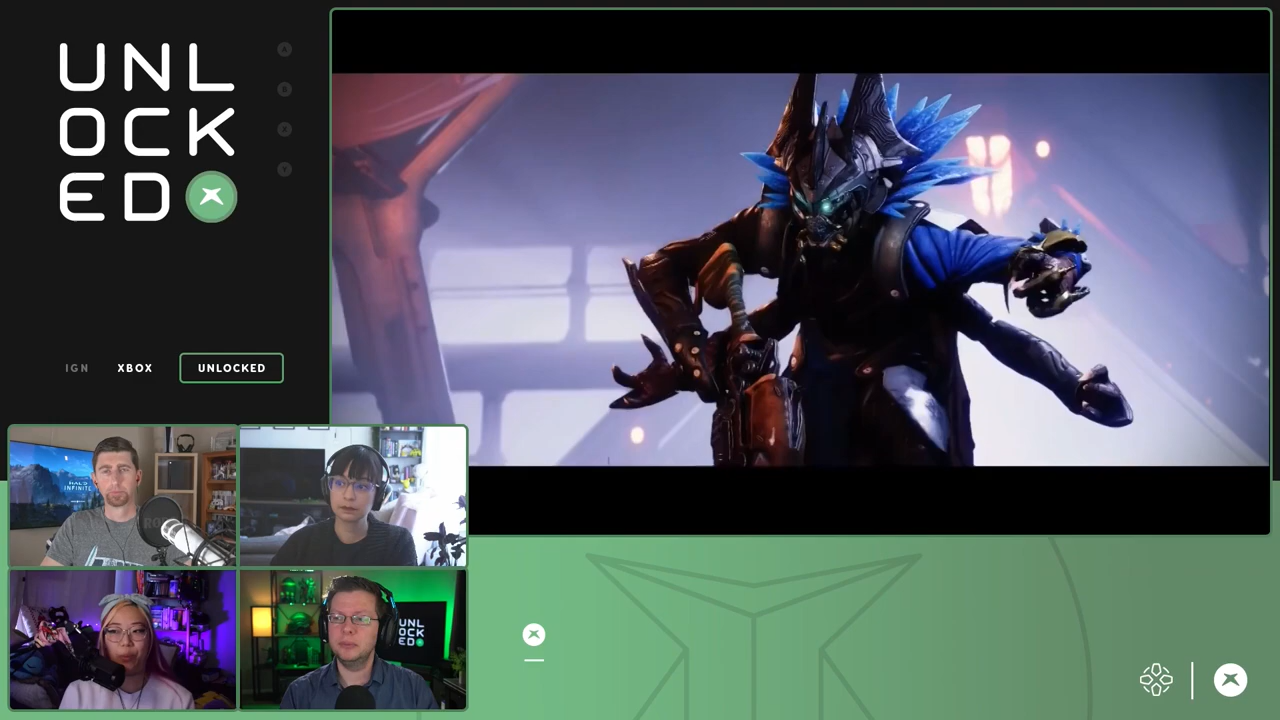 UNL
OCK
ED
IGN XBOX UNLOCKED
HALO
INFINITE
UNL
OCK
ED